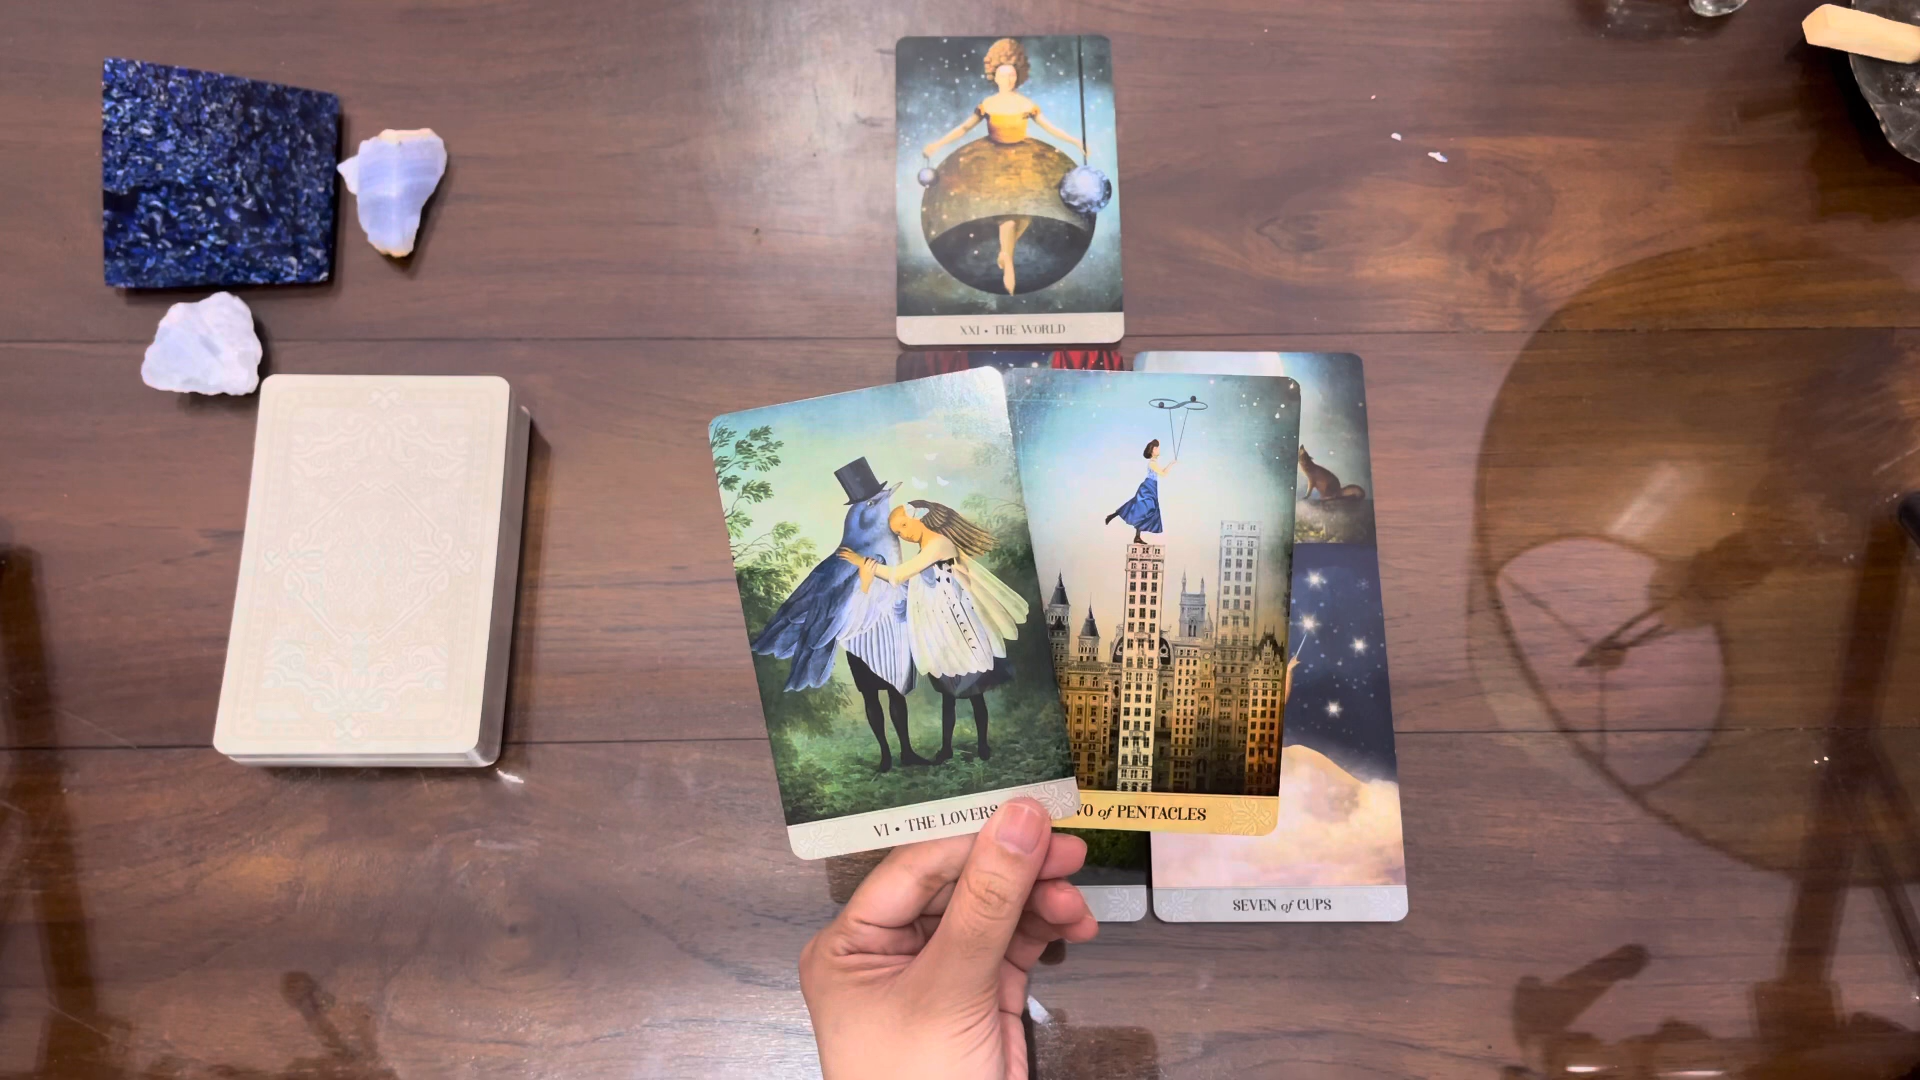 XXI • THE WORLD
VI • THE LOVERS
of PENTACLES
SEVEN of CUPS